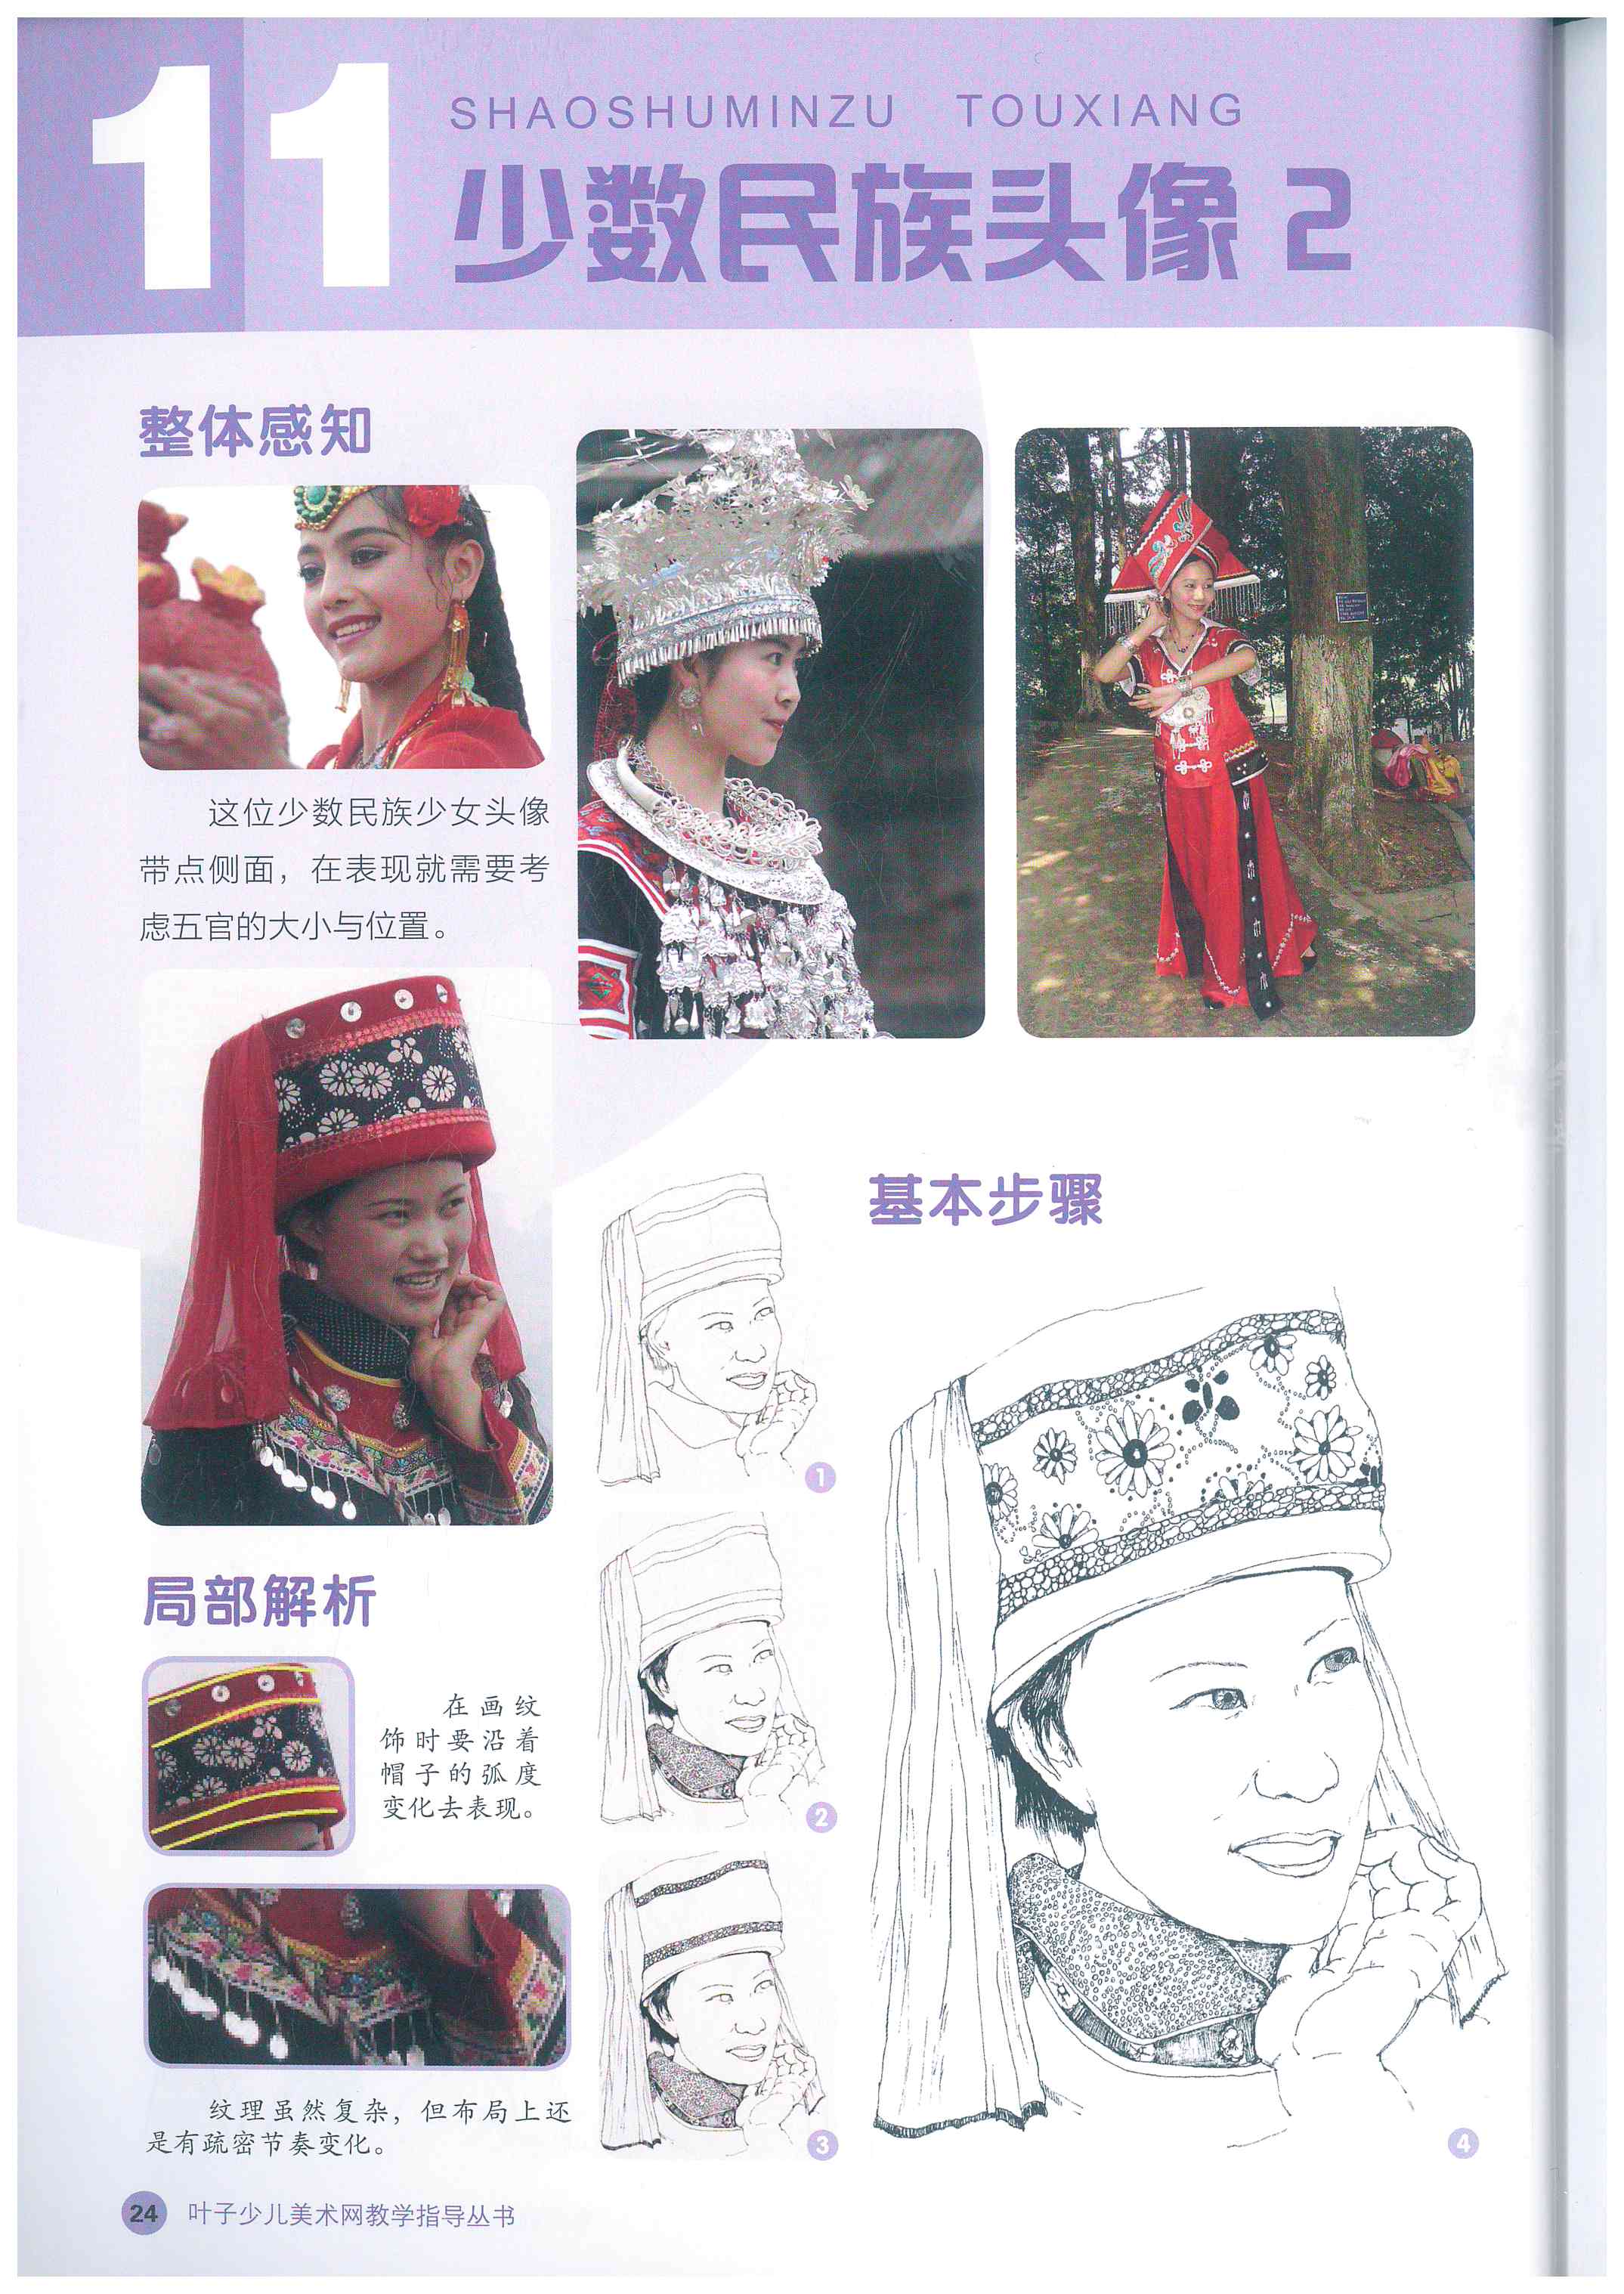 11
SHAOSHUMINZU TOUXIANG
少数民族头像 2
整体感知
这位少数民族少女头像
带点侧面，在表现就需要考
虑五官的大小与位置。
基本步骤
1
2
3
4
局部解析
在画纹
饰时要沿着
帽子的弧度
变化去表现。
纹理虽然复杂，但布局上还
是有疏密节奏变化。
24 叶子少儿美术网教学指导丛书